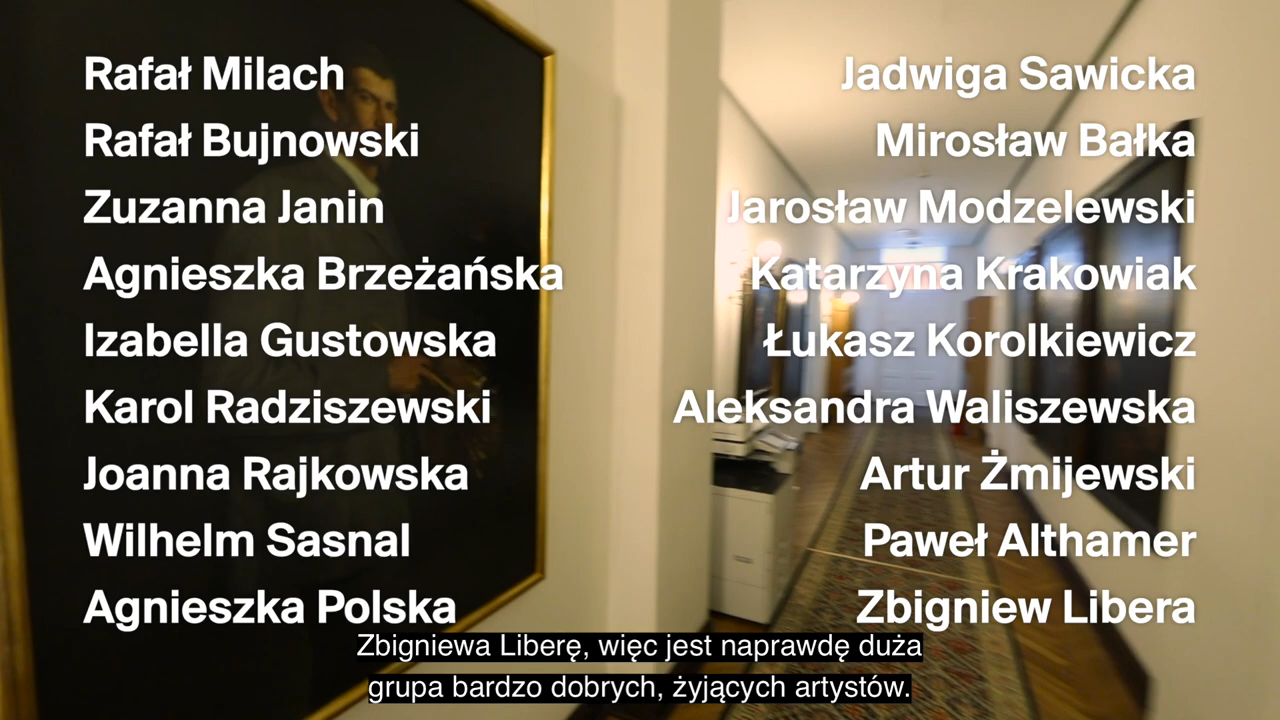 Rafał Milach
Rafał Bujnowski
Zuzanna Janin
Agnieszka Brzeżańska
Izabella Gustowska
Karol Radziszewski
Joanna Rajkowska
Wilhelm Sasnal
Agnieszka Polska
Jadwiga Sawicka
Mirosław Bałka
Jarosław Modzelewski
Katarzyna Krakowiak
Łukasz Korolkiewicz
Aleksandra Waliszewska
Artur Żmijewski
Paweł Althamer
Zbigniew Libera
Zbigniewa Liberę, więc jest naprawdę duża
grupa bardzo dobrych, żyjących artystów.